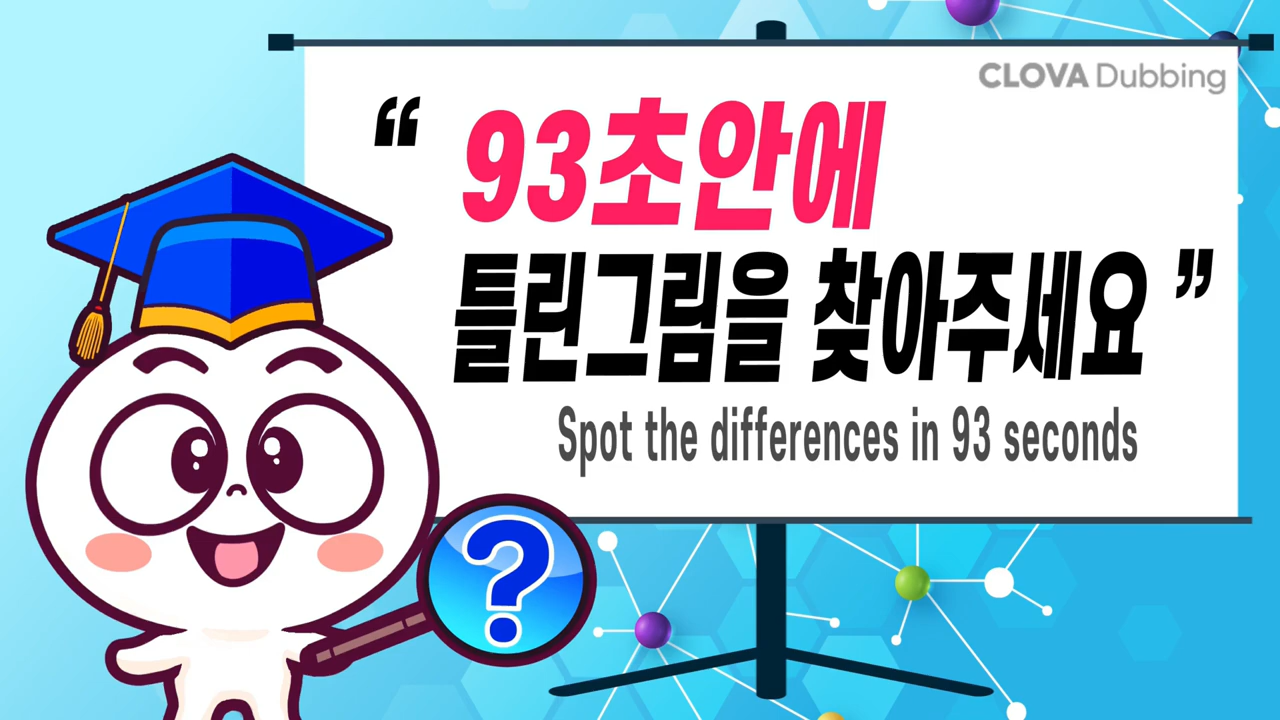 CLOVA Dubbing
“ 93초안에
틀린그림을 찾아주세요 ”
Spot the differences in 93 seconds
?